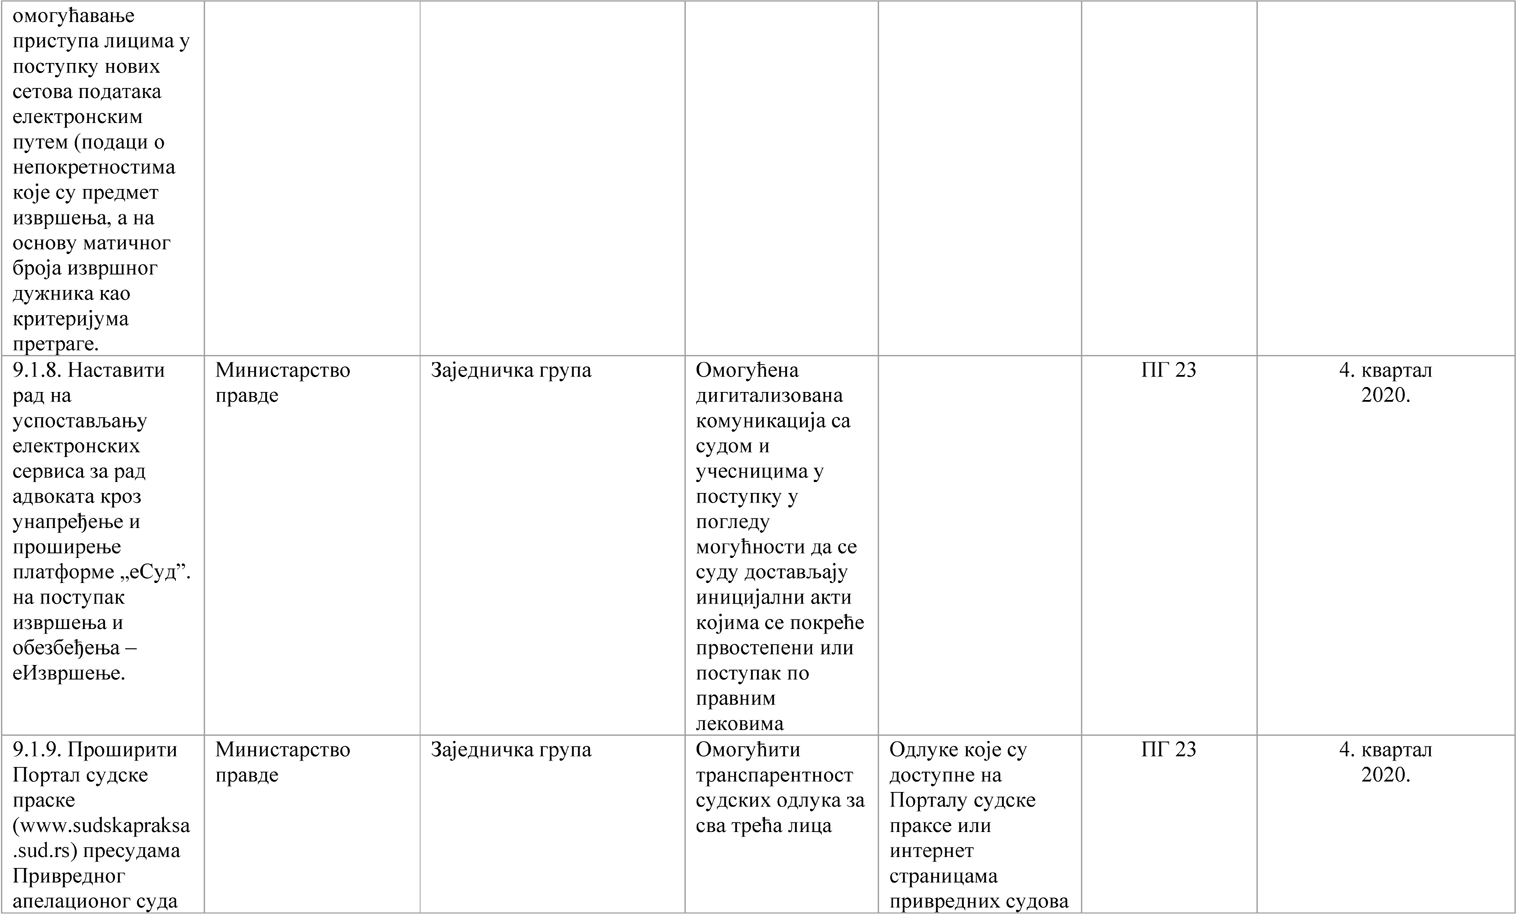 омогућавање
приступа лицима у
поступку нових
сетова података
електронским
путем (подаци о
непокретностима
које су предмет
извршења, а на
основу матичног
броја извршног
дужника као
критеријума
претраге.
9.1.8. Наставити
рад на
успостављању
електронских
сервиса за рад
адвоката кроз
унапређење и
проширење
платформе „еСуд”.
на поступак
извршења и
обезбеђења –
еИзвршење.
Министарство
правде
Заједничка група
Омогућена
дигитализована
комуникација са
судом и
учесницима у
поступку у
погледу
могућности да се
суду достављају
иницијални акти
којима се покреће
првостепени или
поступак по
правним
лековима
ПГ 23
4. квартал
2020.
9.1.9. Проширити
Портал судске
праске
(www.sudskapraksa
.sud.rs) пресудама
Привредног
апелационог суда
Министарство
правде
Заједничка група
Омогућити
транспарентност
судских одлука за
сва трећа лица
Одлуке које су
доступне на
Порталу судске
праксе или
интернет
страницама
привредних судова
ПГ 23
4. квартал
2020.